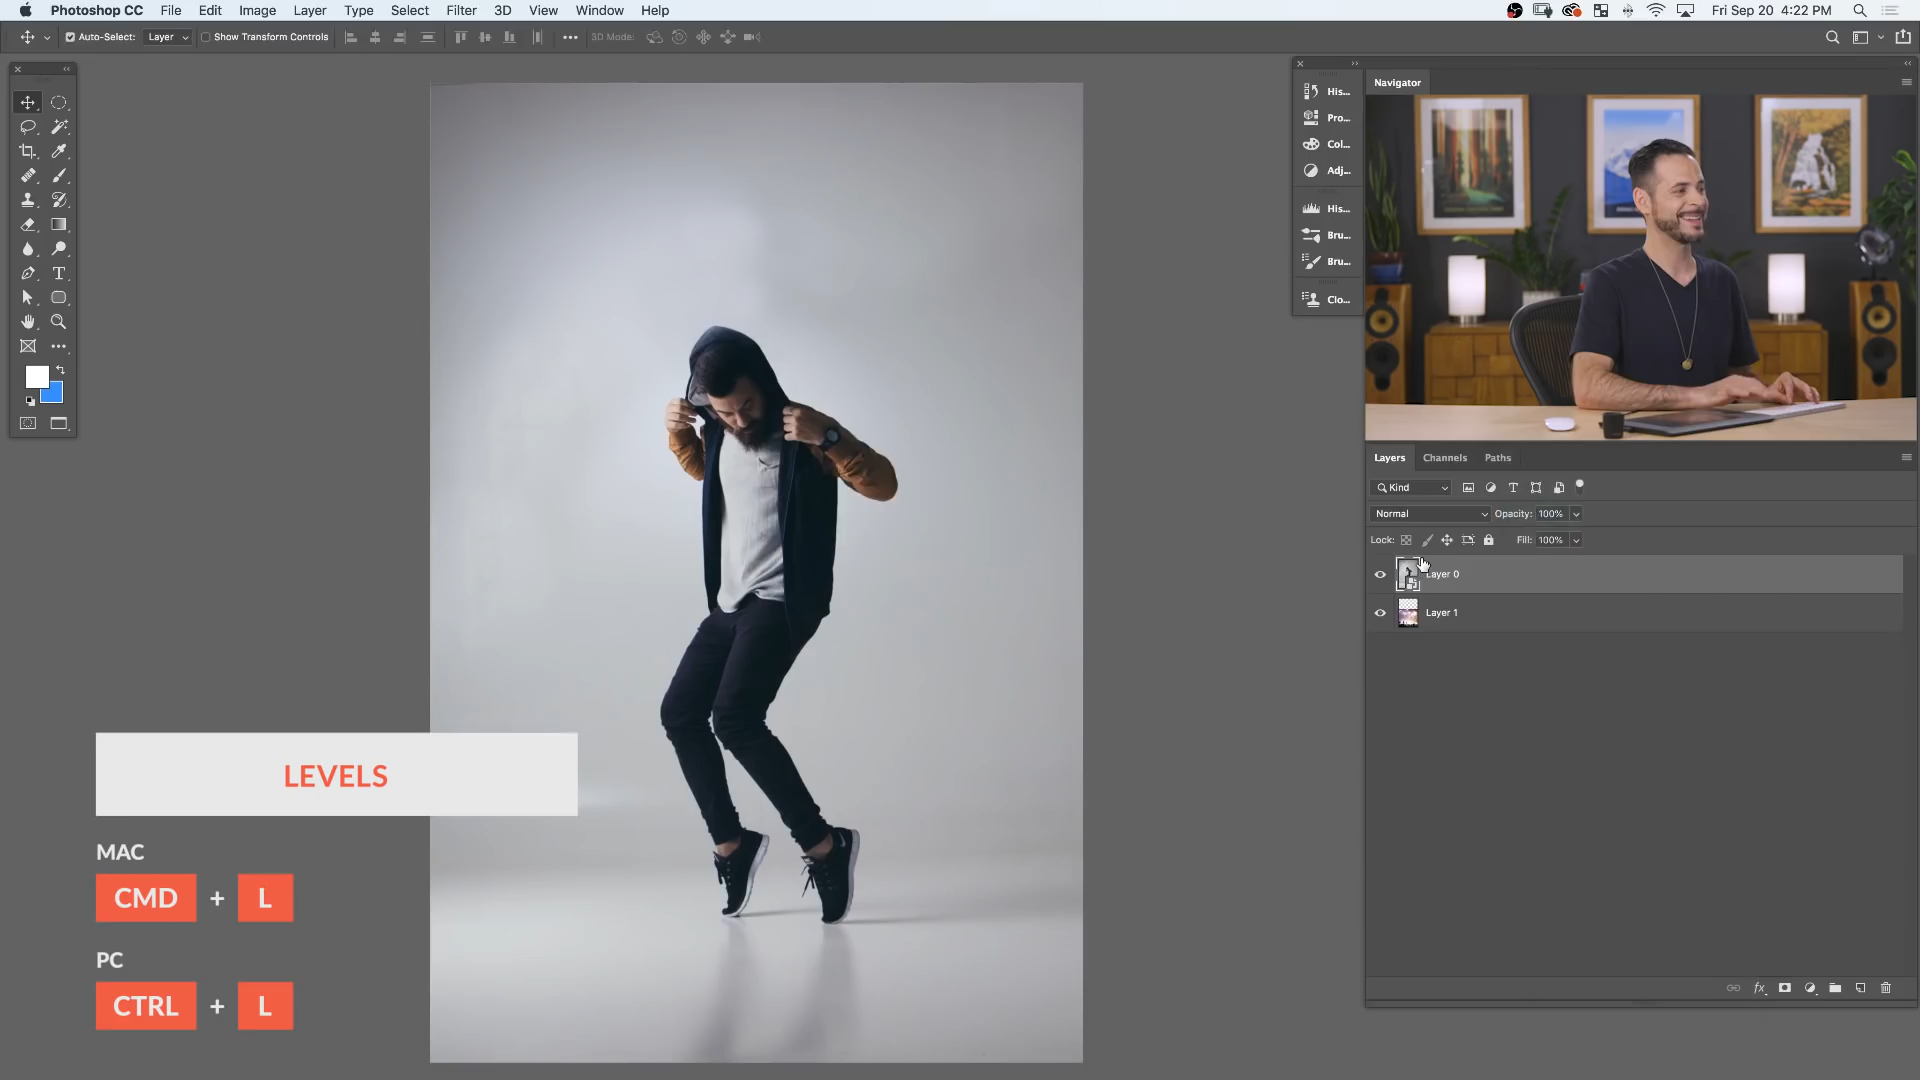 Photoshop CC File Edit Image Layer Type Select Filter 3D View Window Help Fri Sep 20 4:22 PM
Auto-Select: Layer Show Transform Controls 3D Mode:
His...
Pro...
Col...
Adj...
His...
Bru...
Bru...
Clo...
Navigator
Layers Channels Paths
Kind
Normal Opacity: 100%
Lock: Fill: 100%
Layer 0
Layer 1
fx
LEVELS
MAC
CMD + L
PC
CTRL + L